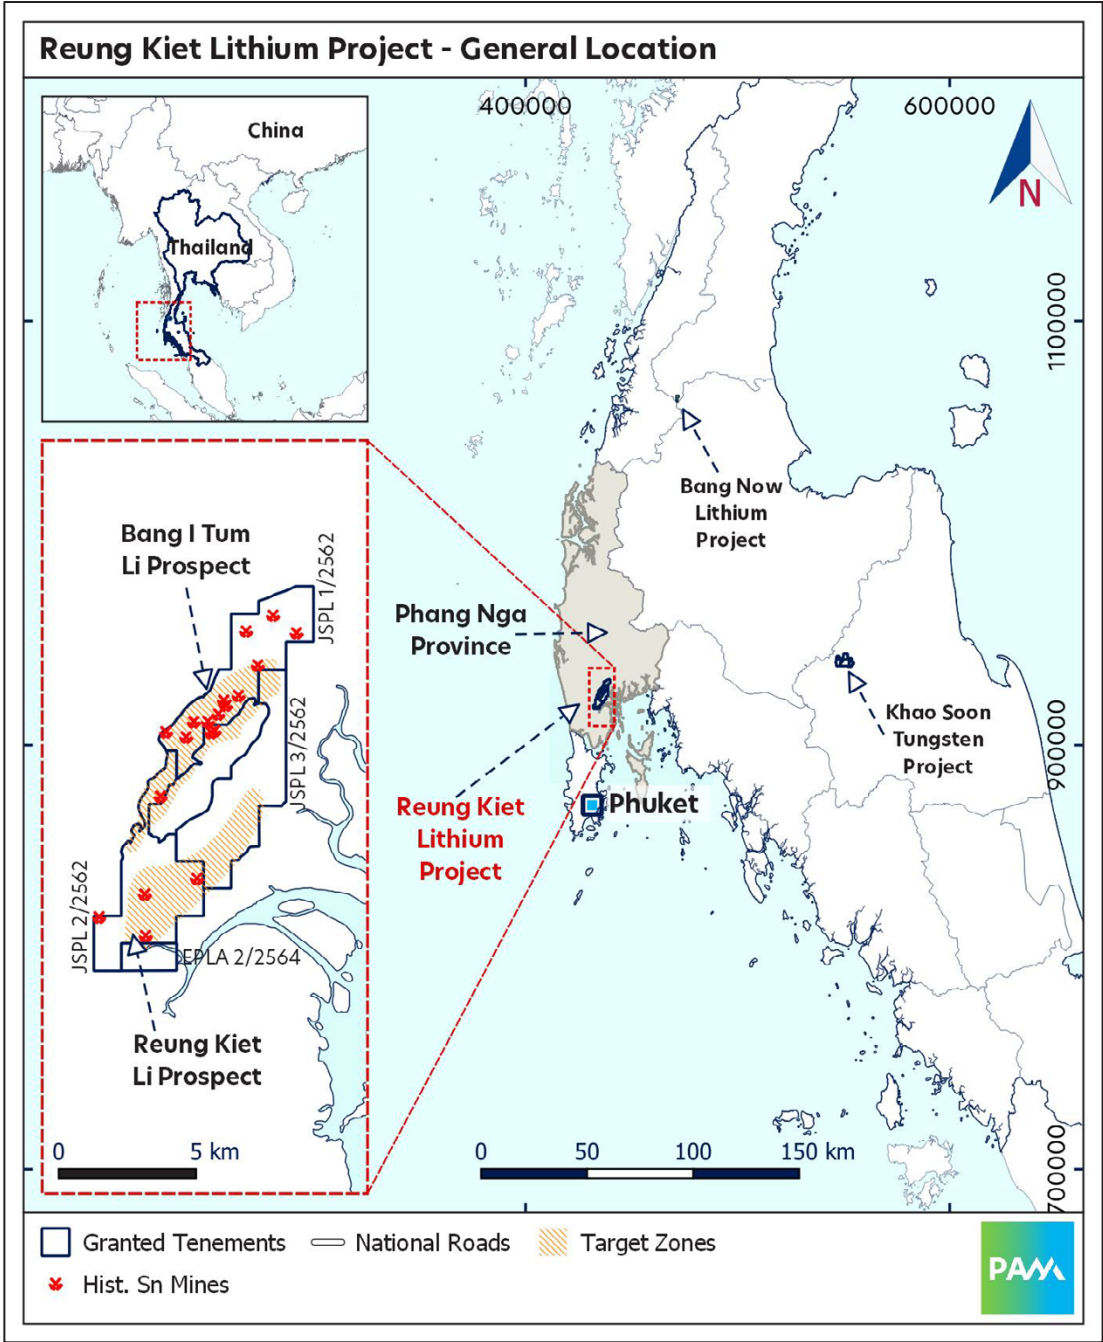 Reung Kiet Lithium Project - General Location
400000
600000
China
Thailand
N
1100000
Bang Now
Lithium
Project
Bang I Tum
Li Prospect
JSPL 1/2562
Phang Nga
Province
JSPL 3/2562
Khao Soon
Tungsten
Project
900000
Reung Kiet
Lithium
Project
Phuket
JSPL 2/2562
EPLA 2/2564
Reung Kiet
Li Prospect
0 5 km
0 50 100 150 km
700000
Granted Tenements
National Roads
Target Zones
Hist. Sn Mines
PAM